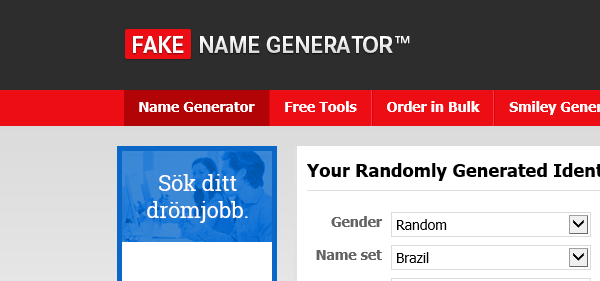 FAKE NAME GENERATOR™
Name Generator Free Tools Order in Bulk Smiley Gener
Sök ditt
drömjobb.
Your Randomly Generated Ident
Gender Random
Name set Brazil